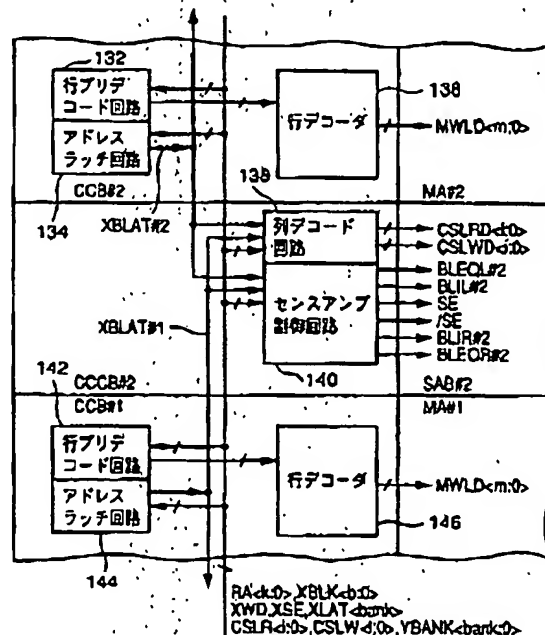 132
行プリデ
コード回路
アドレス
ラッチ回路
134
CCB#2
XBLAT#2
行デコーダ
138
MWLD<m:0>
MA#2
139
列デコード
回路
センスアンプ
制御回路
140
CSLRD<i:0>
CSLWD<j:0>
BLEQL#2
BLIL#2
SE
/SE
BLIR#2
BLEQR#2
XBLAT#1
CCCB#2
SAB#2
CCB#1
MA#1
142
行プリデ
コード回路
アドレス
ラッチ回路
144
行デコーダ
146
MWLD<m:0>
RA<k:0>,XBLK<b:0>
XWD,XSE,XLAT<bank>
CSLR<i:0>,CSLW<j:0>,YBANK<bank:0>